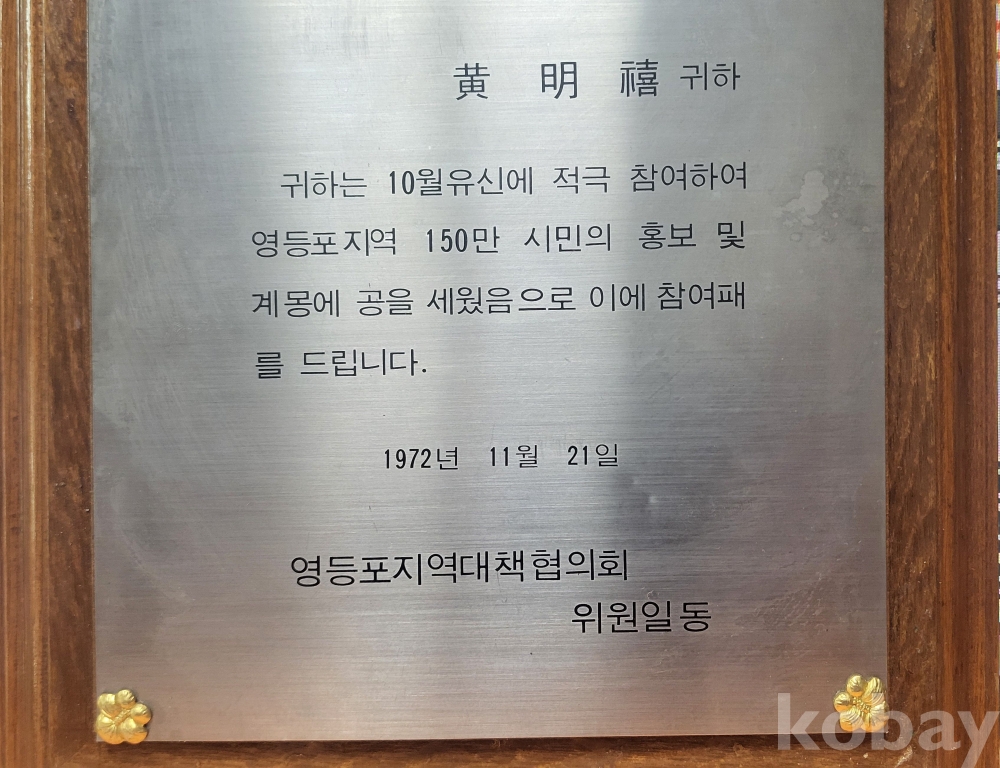 黃 明 禧 귀하
귀하는 10월유신에 적극 참여하여
영등포지역 150만 시민의 홍보 및
계몽에 공을 세웠음으로 이에 참여패
를 드립니다.
1972년 11월 21일
영등포지역대책협의회
위원일동
kobay